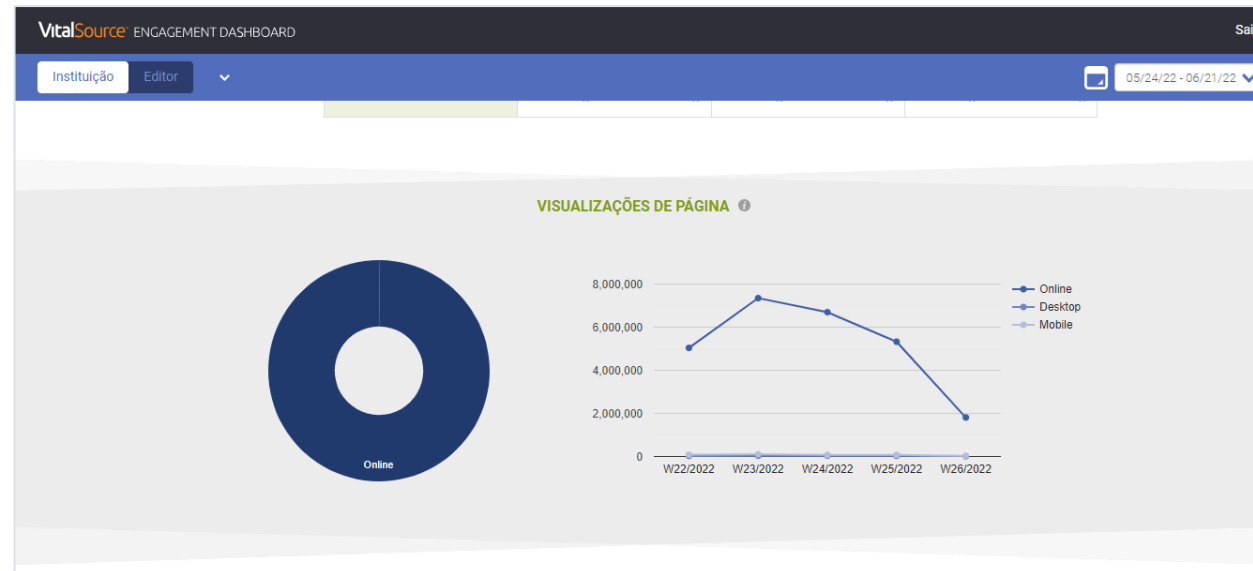 VitalSource ENGAGEMENT DASHBOARD
Sai
Instituição Editor
05/24/22 - 06/21/22
VISUALIZAÇÕES DE PÁGINA
Online
8,000,000
6,000,000
4,000,000
2,000,000
0
W22/2022 W23/2022 W24/2022 W25/2022 W26/2022
Online
Desktop
Mobile